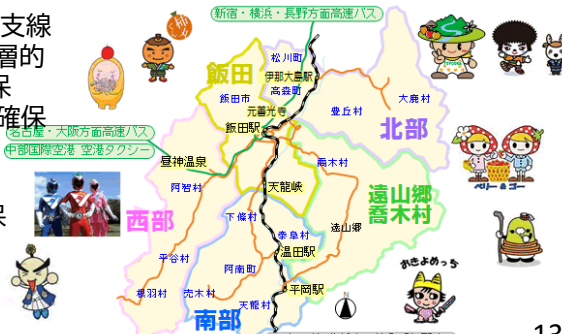 支線
層的
保
確保
保
新宿・横浜・長野方面高速バス
名古屋・大阪方面高速バス
中部国際空港 空港タクシー
飯田
松川町
伊那大島駅
高森町
飯田市
元善光寺
飯田駅
豊丘村
大鹿村
北部
昼神温泉
阿智村
喬木村
天龍峡
遠山郷
喬木村
西部
下條村
泰阜村
遠山郷
温田駅
平谷村
阿南町
根羽村
売木村
平岡駅
天龍村
南部
ベリー&ゴー
おきよめっち
13